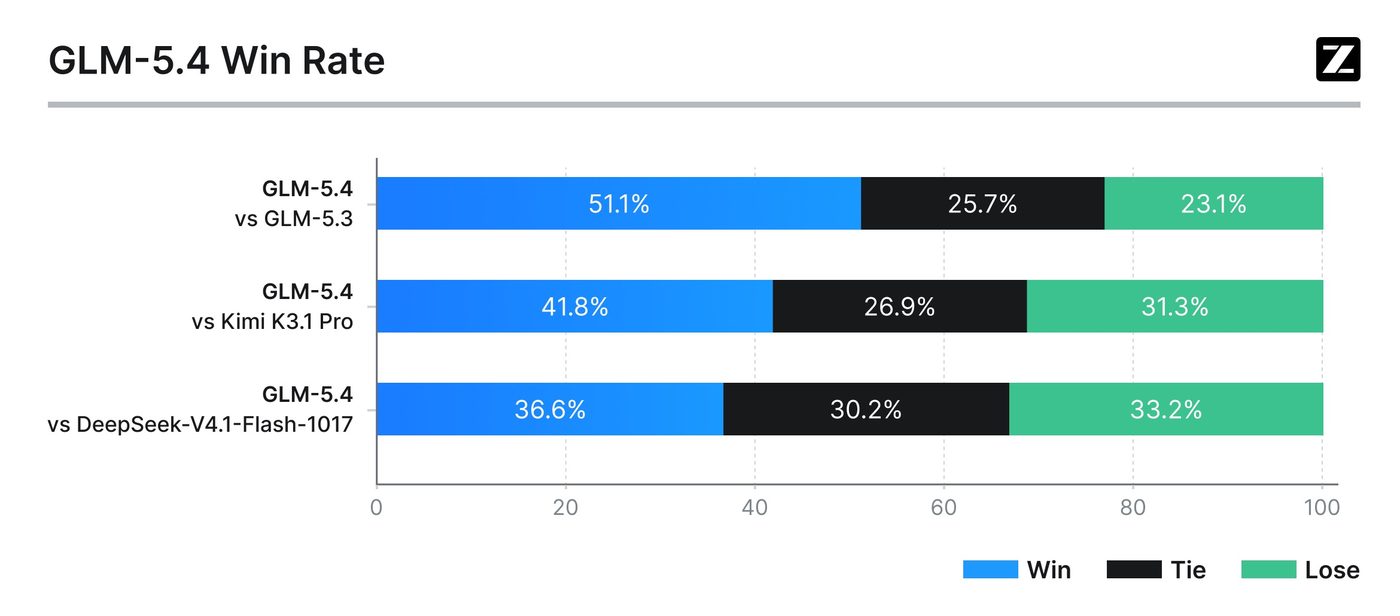 GLM-5.4 Win Rate
Z
GLM-5.4
vs GLM-5.3
51.1% 25.7% 23.1%
GLM-5.4
vs Kimi K3.1 Pro
41.8% 26.9% 31.3%
GLM-5.4
vs DeepSeek-V4.1-Flash-1017
36.6% 30.2% 33.2%
0 20 40 60 80 100
Win Tie Lose